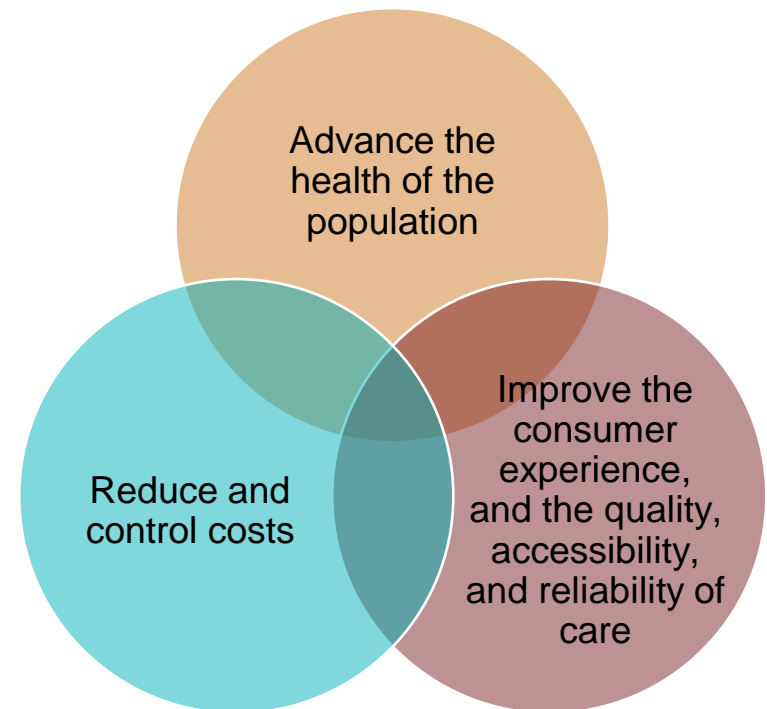 Advance the
health of the
population
Reduce and
control costs
Improve the
consumer
experience,
and the quality,
accessibility,
and reliability of
care